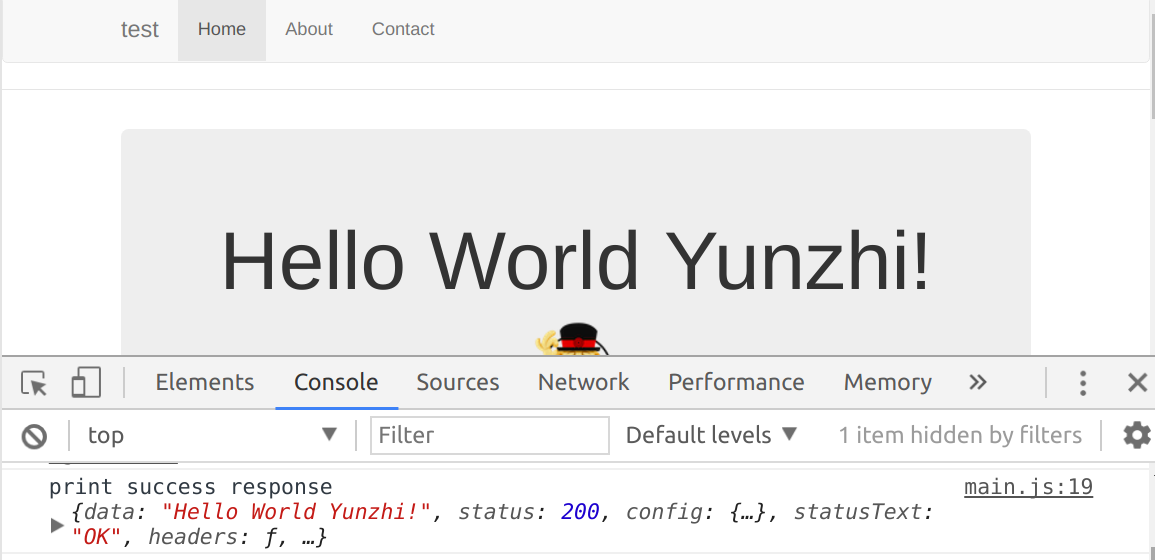 test Home About Contact
Hello World Yunzhi!
Elements Console Sources Network Performance Memory »
top Filter Default levels 1 item hidden by filters
print success response main.js:19
{data: "Hello World Yunzhi!", status: 200, config: {…}, statusText:
"OK", headers: ƒ, …}